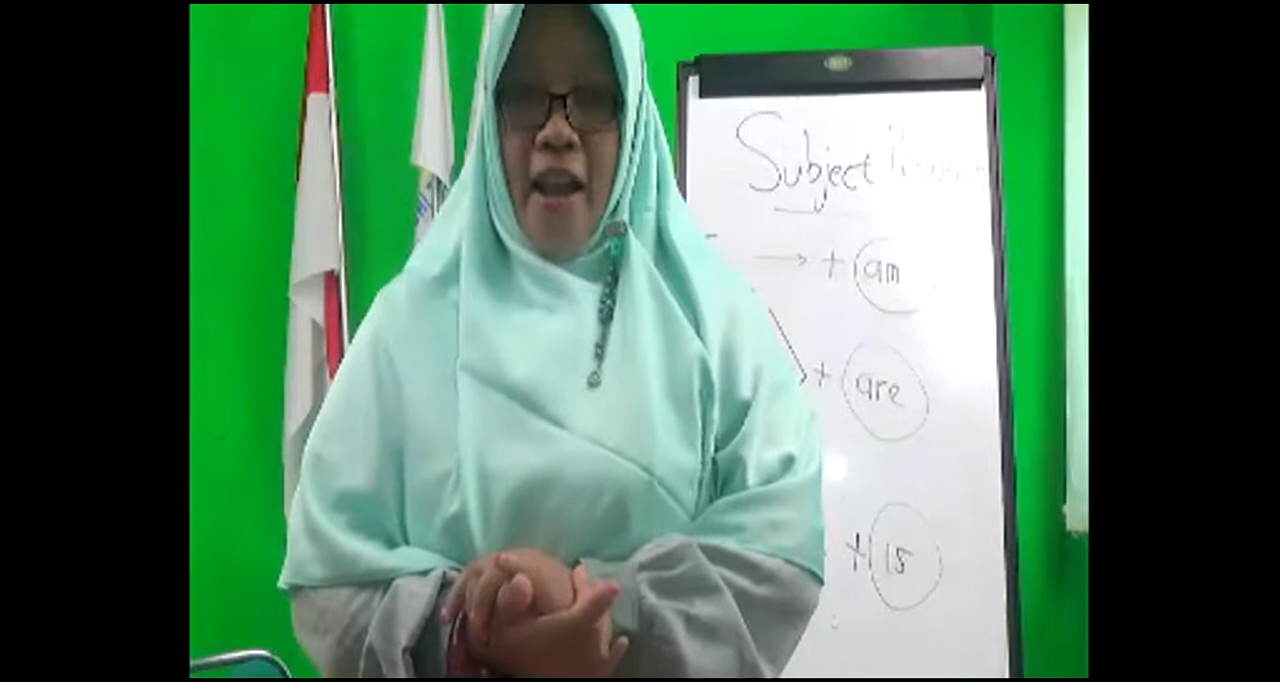 Subject
→ + am
+ are
+ is